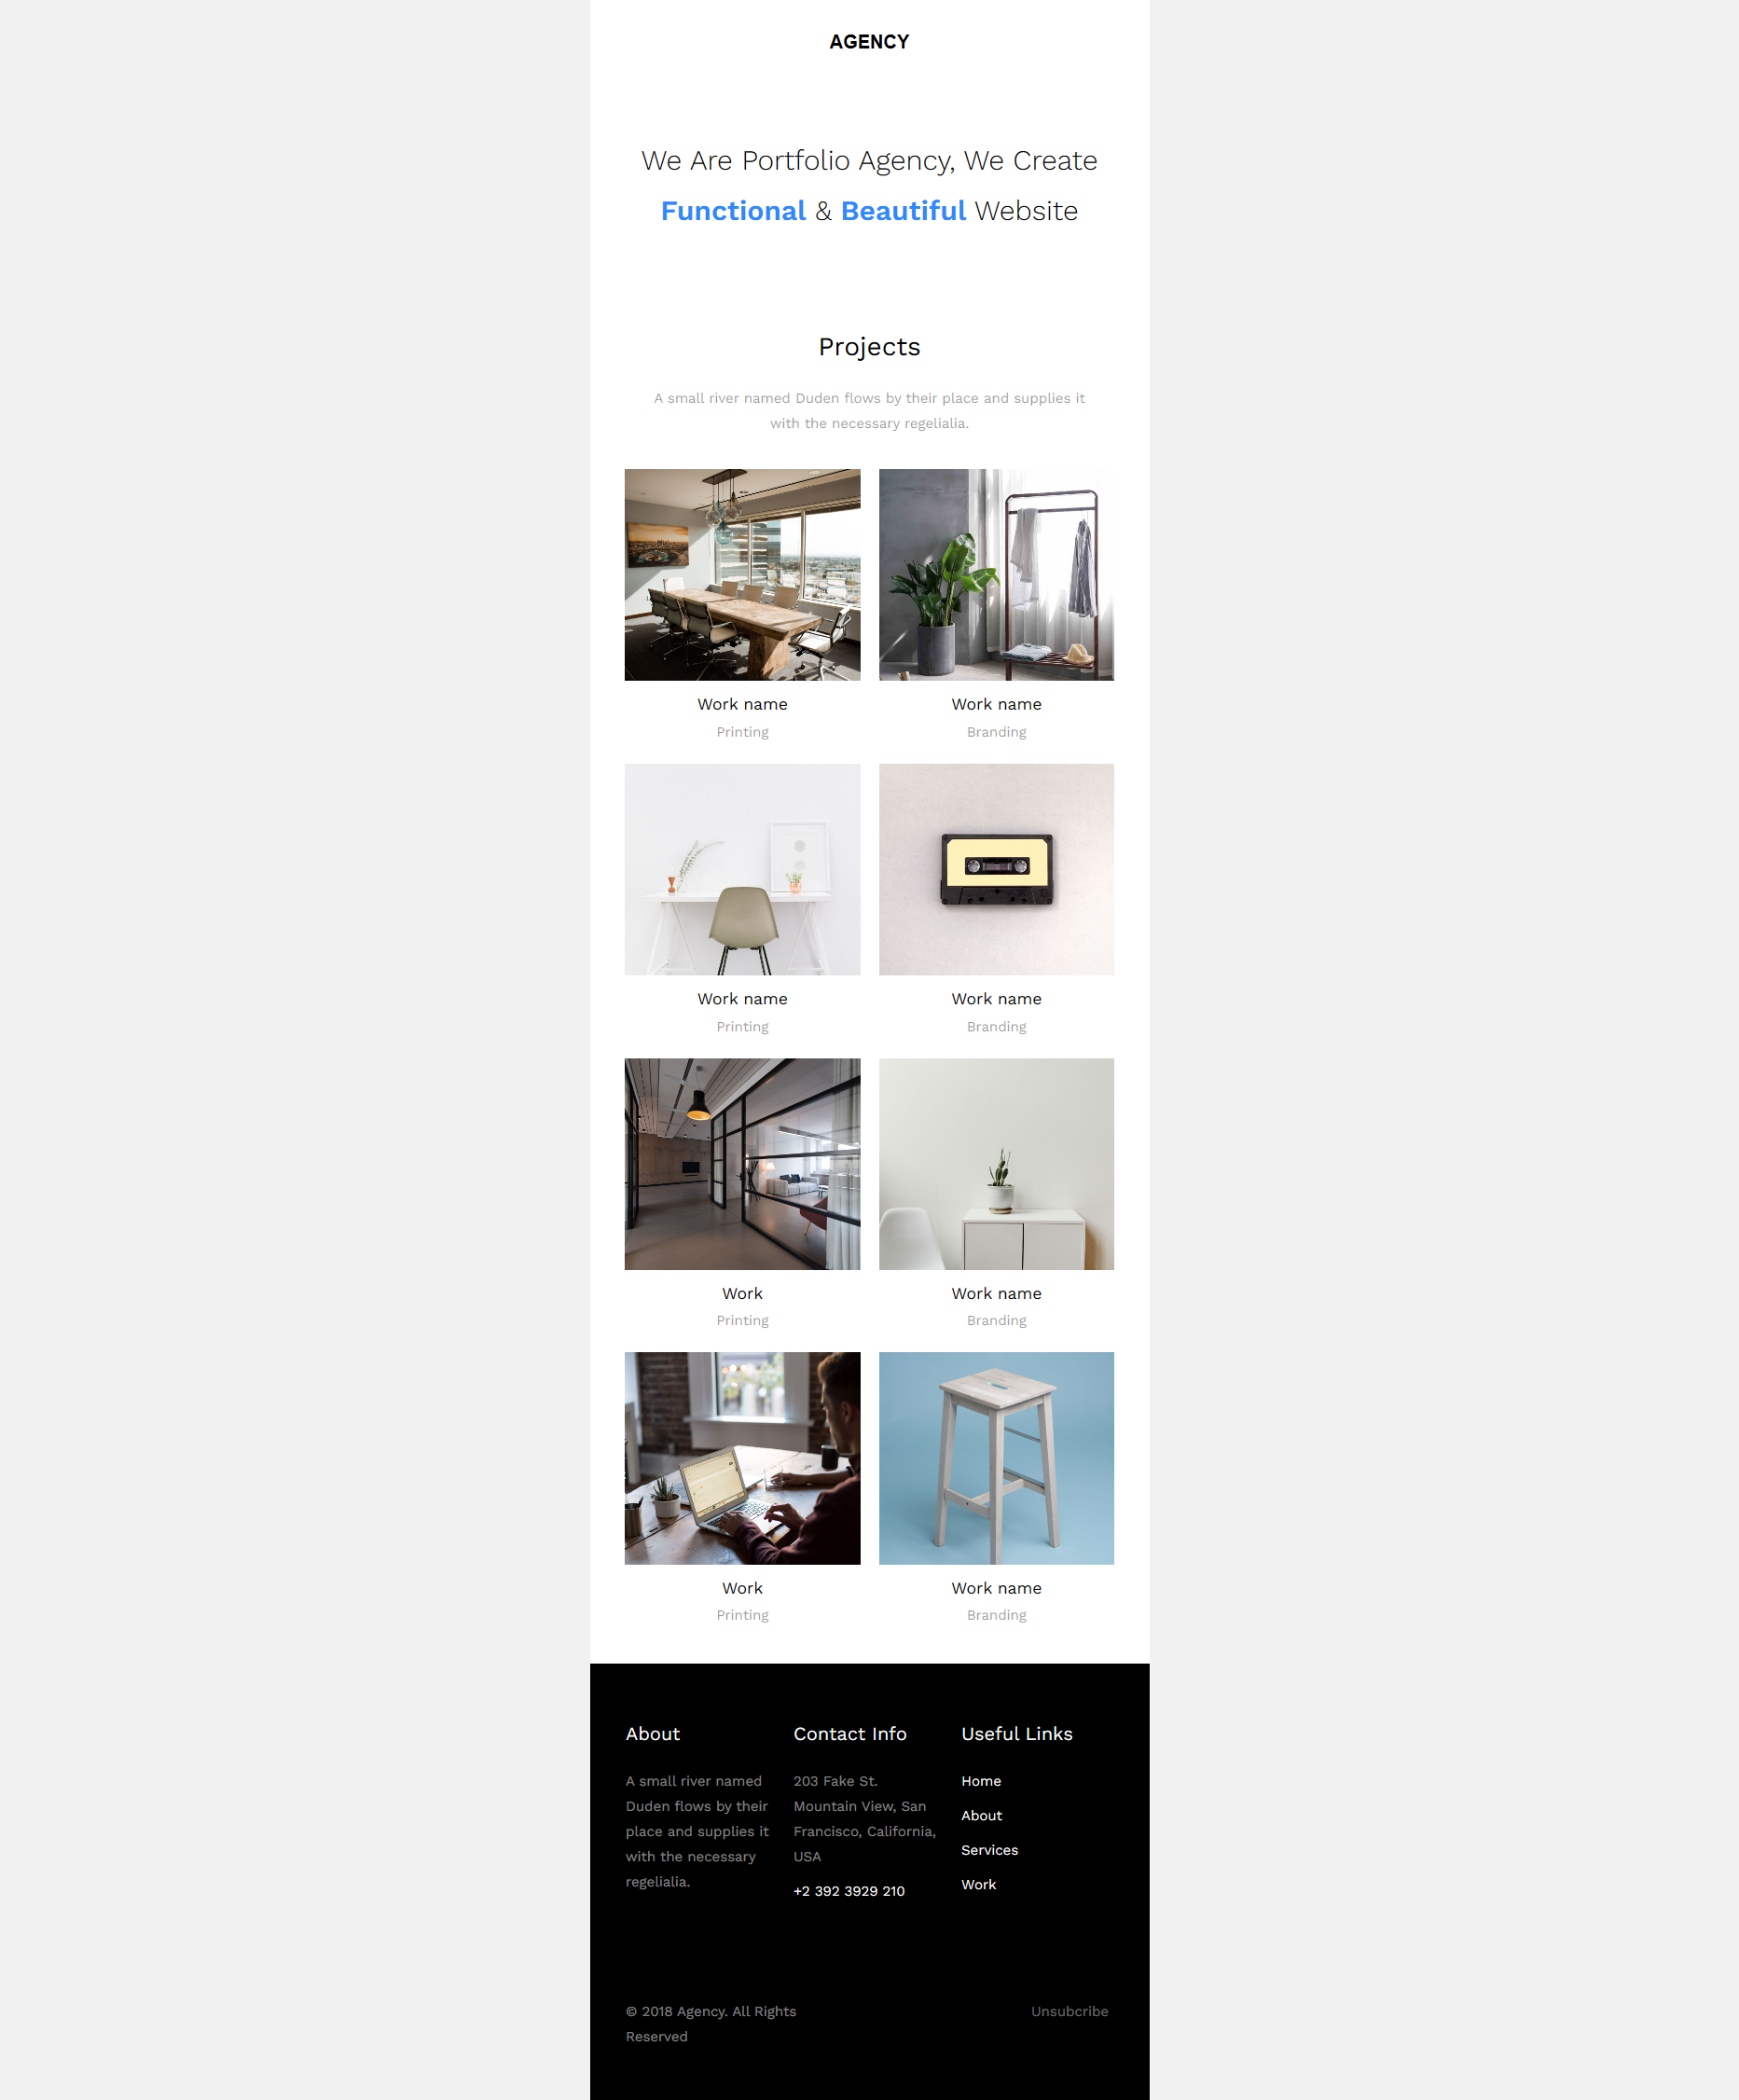 AGENCY
We Are Portfolio Agency, We Create
Functional & Beautiful Website
Projects
A small river named Duden flows by their place and supplies it
with the necessary regelialia.
Work name
Printing
Work name
Branding
Work name
Printing
Work name
Branding
Work
Printing
Work name
Branding
Work
Printing
Work name
Branding
About
A small river named
Duden flows by their
place and supplies it
with the necessary
regelialia.
Contact Info
203 Fake St.
Mountain View, San
Francisco, California,
USA
+2 392 3929 210
Useful Links
Home
About
Services
Work
© 2018 Agency. All Rights
Reserved
Unsubcribe